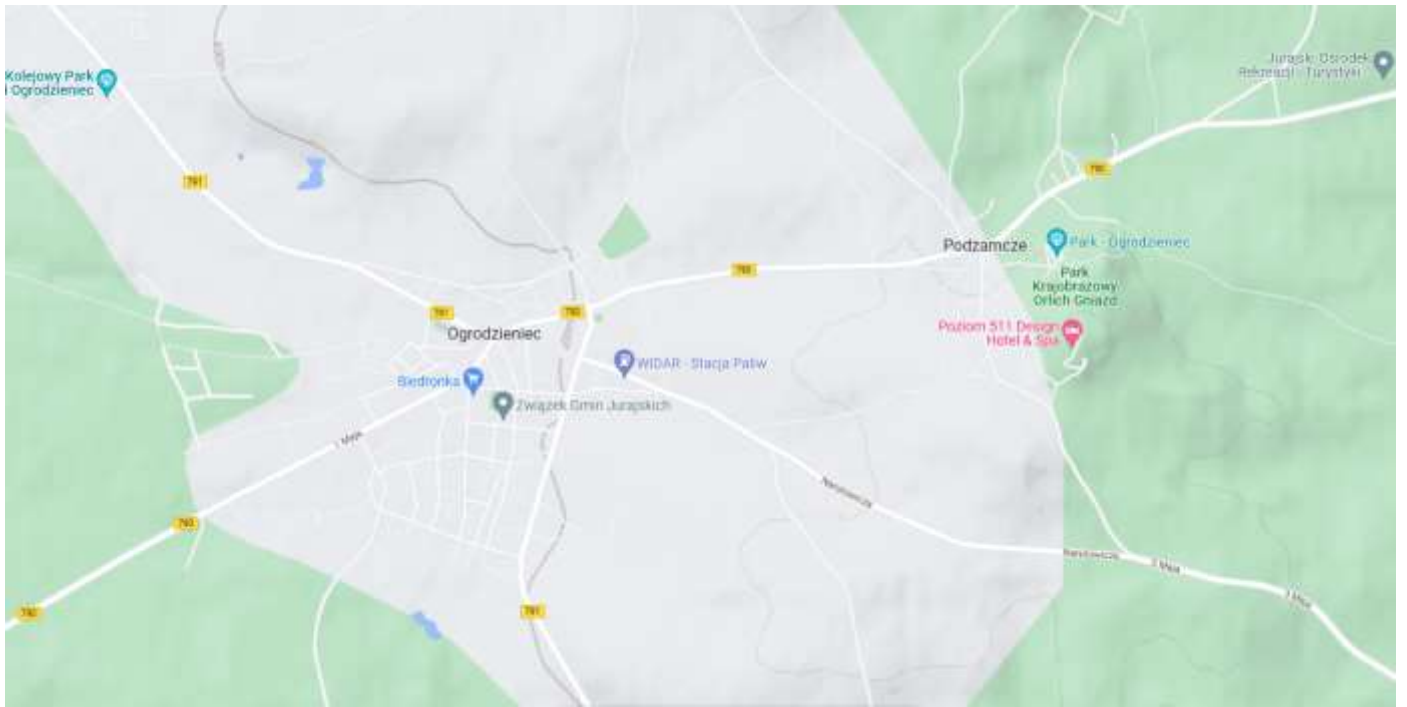 Kolejowy Park
i Ogrodzieniec
Jurajski Ośrodek
Rekreacji i Turystyki
791
790
Podzamcze
Park - Ogrodzieniec
Park
Krajobrazowy
Orlich Gniazd
790
791
790
Ogrodzieniec
Poziom 511 Design
Hotel & Spa
WIDAR - Stacja Paliw
Biedronka
Związek Gmin Jurajskich
1 Maja
Narutowicza
790
Narutowicza
3 Maja
3 Maja
790
791